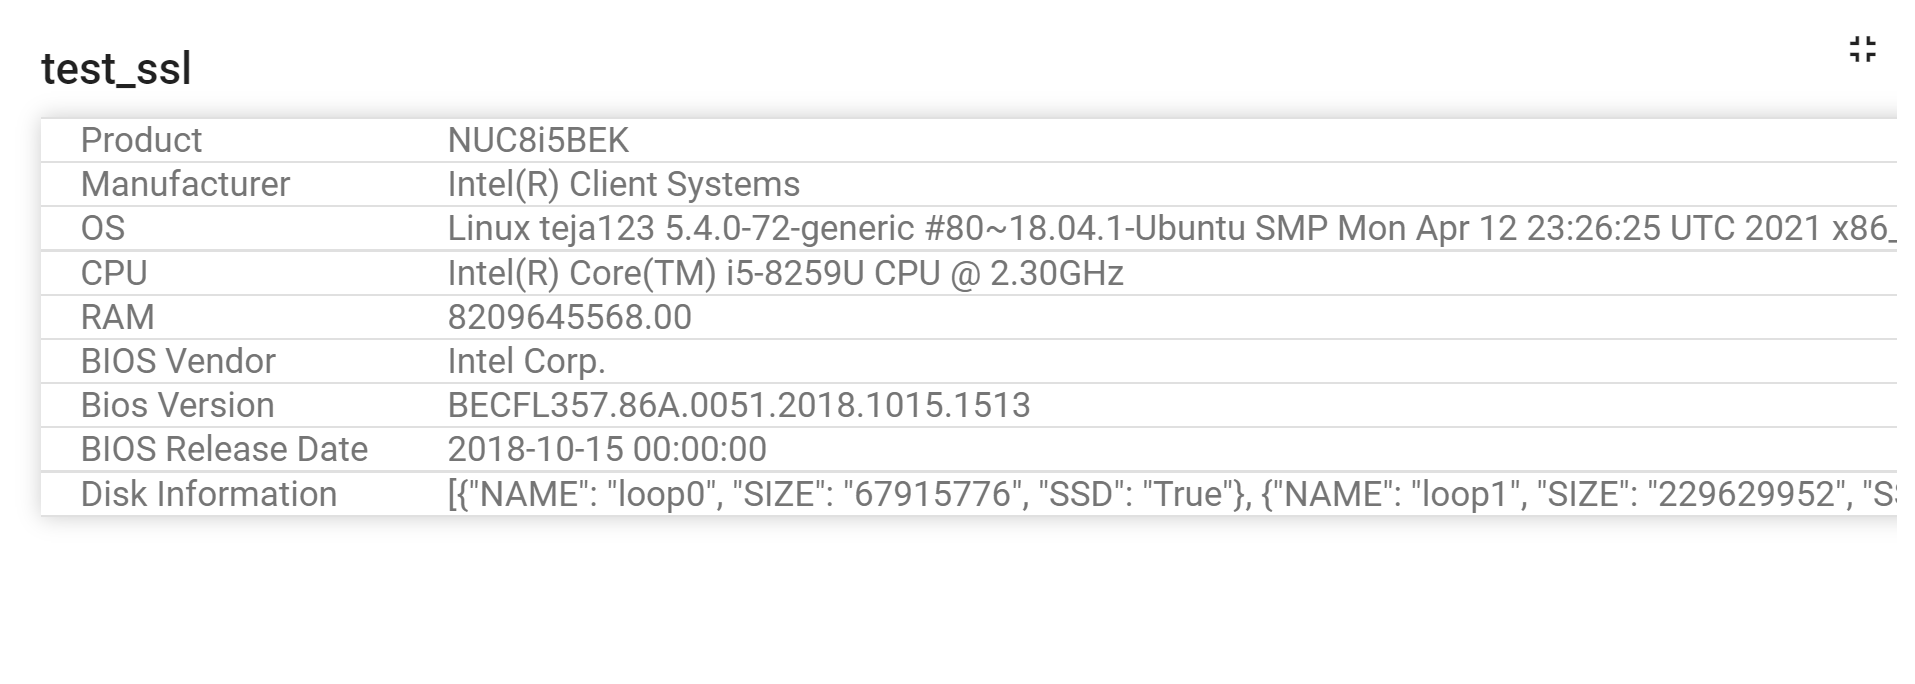 test_ssl
Product NUC8i5BEK
Manufacturer Intel(R) Client Systems
OS Linux teja123 5.4.0-72-generic #80~18.04.1-Ubuntu SMP Mon Apr 12 23:26:25 UTC 2021 x86_
CPU Intel(R) Core(TM) i5-8259U CPU @ 2.30GHz
RAM 8209645568.00
BIOS Vendor Intel Corp.
Bios Version BECFL357.86A.0051.2018.1015.1513
BIOS Release Date 2018-10-15 00:00:00
Disk Information [{"NAME": "loop0", "SIZE": "67915776", "SSD": "True"}, {"NAME": "loop1", "SIZE": "229629952", "S